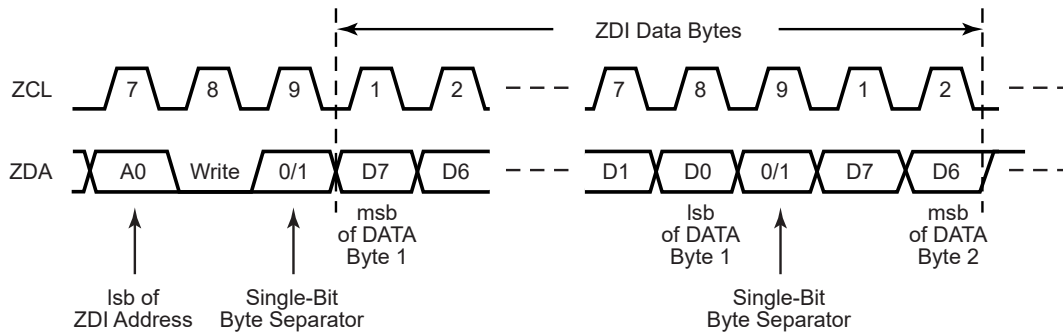 ZDI Data Bytes
ZCL 7 8 9 1 2 7 8 9 1 2
ZDA A0 Write 0/1 D7 D6 D1 D0 0/1 D7 D6
msb
of DATA
Byte 1
lsb
of DATA
Byte 1
msb
of DATA
Byte 2
lsb of
ZDI Address
Single-Bit
Byte Separator
Single-Bit
Byte Separator